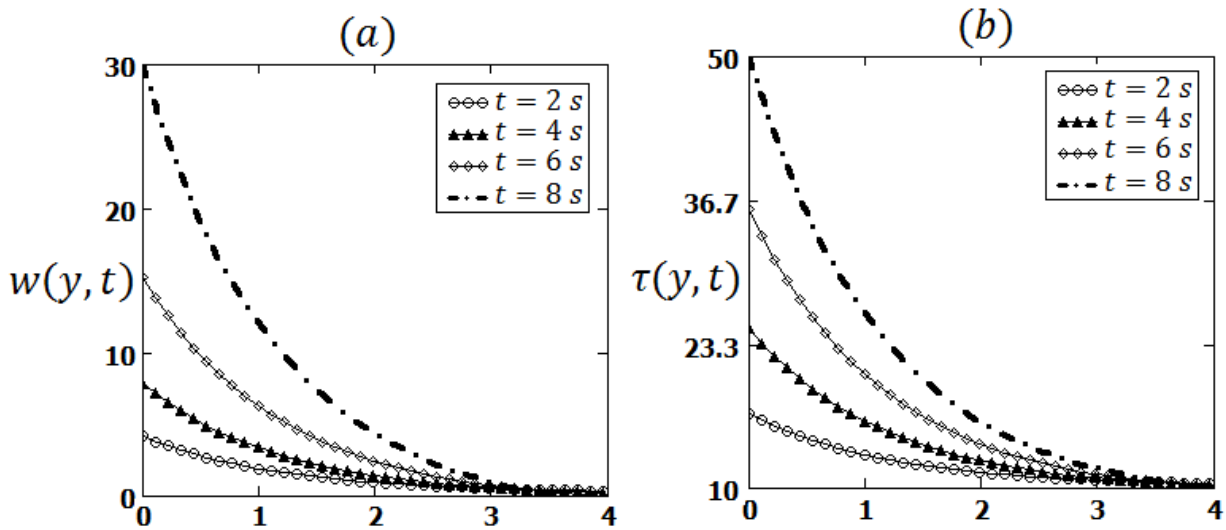 (a)
30
20
10
0
w(y,t)
t = 2 s
t = 4 s
t = 6 s
t = 8 s
0 1 2 3 4
(b)
50
36.7
23.3
10
τ(y,t)
t = 2 s
t = 4 s
t = 6 s
t = 8 s
0 1 2 3 4